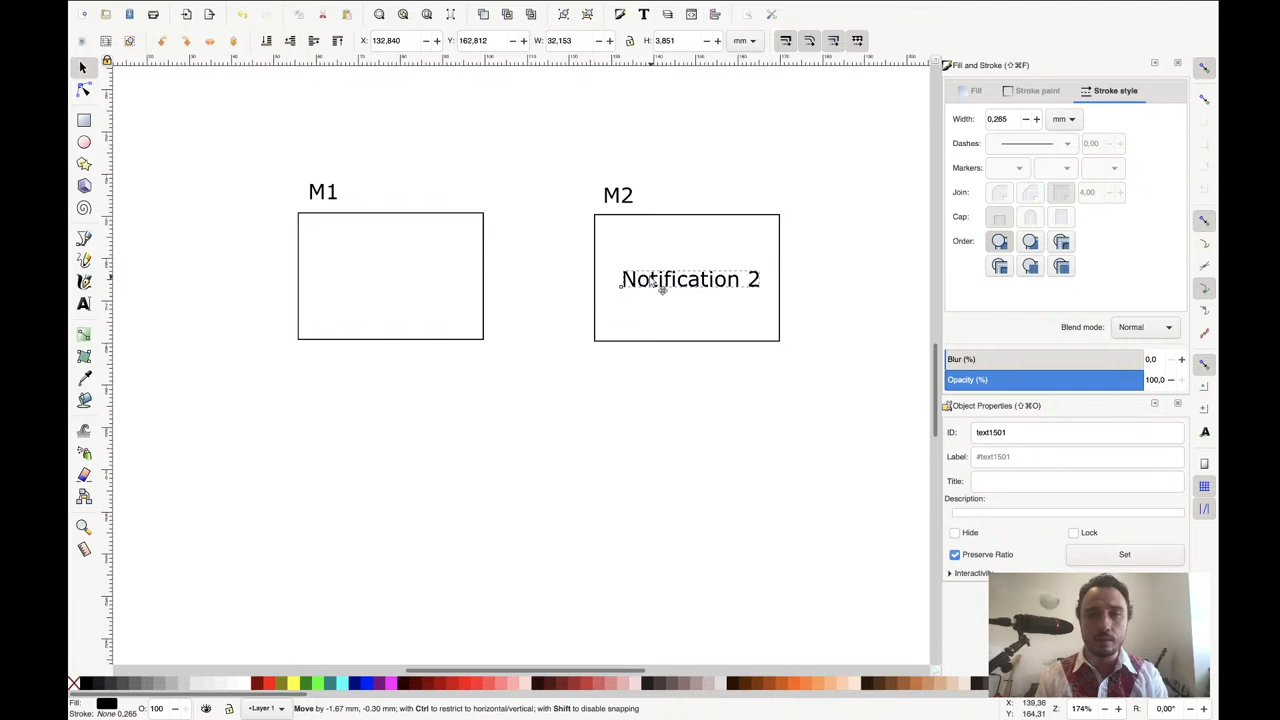 X: 132,840 Y: 162,812 W: 32,153 H: 3,851 mm
Fill and Stroke (⇧⌘F)
Fill Stroke paint Stroke style
Width: 0,265 mm
Dashes: 0,00
Markers:
Join: 4,00
Cap:
Order:
M1
M2
Notification 2
Blend mode: Normal
Blur (%) 0,0
Opacity (%) 100,0
Object Properties (⇧⌘O)
ID: text1501
Label: #text1501
Title:
Description:
Hide Lock
Preserve Ratio Set
Interactivity
Fill:
Stroke: None 0,265
O: 100
Layer 1
Move by -1.67 mm, -0.30 mm; with Ctrl to restrict to horizontal/vertical; with Shift to disable snapping
X: 139,36
Y: 164,31
Z: 174% R: 0,00°